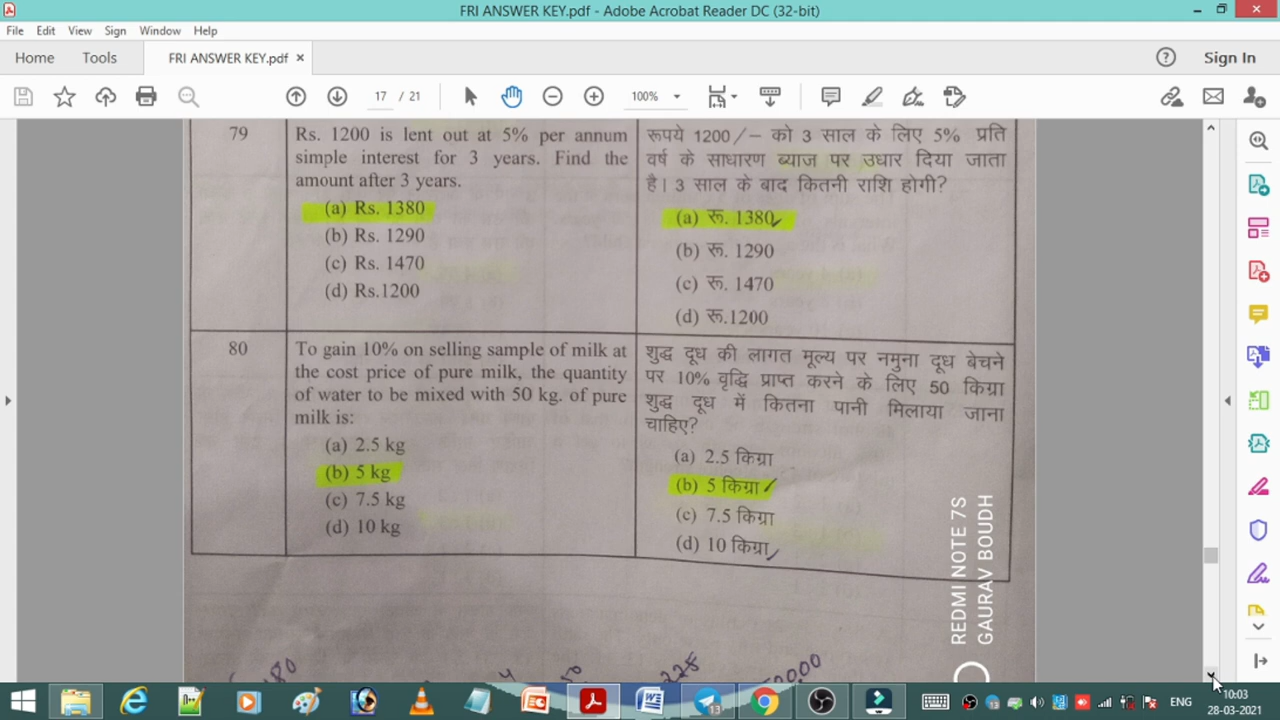 FRI ANSWER KEY.pdf - Adobe Acrobat Reader DC (32-bit)
File Edit View Sign Window Help
Home Tools FRI ANSWER KEY.pdf × Sign In
17 / 21 100%
79
Rs. 1200 is lent out at 5% per annum
simple interest for 3 years. Find the
amount after 3 years.
(a) Rs. 1380
(b) Rs. 1290
(c) Rs. 1470
(d) Rs.1200
रूपये 1200/– को 3 साल के लिए 5% प्रति
वर्ष के साधारण ब्याज पर उधार दिया जाता
है। 3 साल के बाद कितनी राशि होगी?
(a) रू. 1380
(b) रू. 1290
(c) रू. 1470
(d) रू.1200
80
To gain 10% on selling sample of milk at
the cost price of pure milk, the quantity
of water to be mixed with 50 kg. of pure
milk is:
(a) 2.5 kg
(b) 5 kg
(c) 7.5 kg
(d) 10 kg
शुद्ध दूध की लागत मूल्य पर नमुना दूध बेचने
पर 10% वृद्धि प्राप्त करने के लिए 50 किग्रा
शुद्ध दूध में कितना पानी मिलाया जाना
चाहिए?
(a) 2.5 किग्रा
(b) 5 किग्रा
(c) 7.5 किग्रा
(d) 10 किग्रा
REDMI NOTE 7S
GAURAV BOUDH
ENG
10:03
28-03-2021